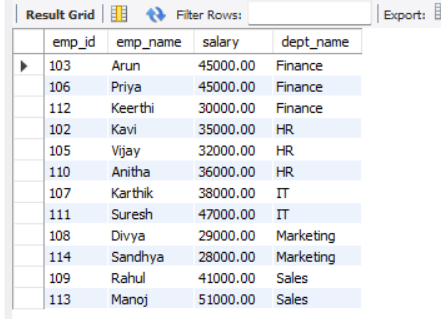 Result Grid Filter Rows: Export:
emp_id emp_name salary dept_name
103 Arun 45000.00 Finance
106 Priya 45000.00 Finance
112 Keerthi 30000.00 Finance
102 Kavi 35000.00 HR
105 Vijay 32000.00 HR
110 Anitha 36000.00 HR
107 Karthik 38000.00 IT
111 Suresh 47000.00 IT
108 Divya 29000.00 Marketing
114 Sandhya 28000.00 Marketing
109 Rahul 41000.00 Sales
113 Manoj 51000.00 Sales